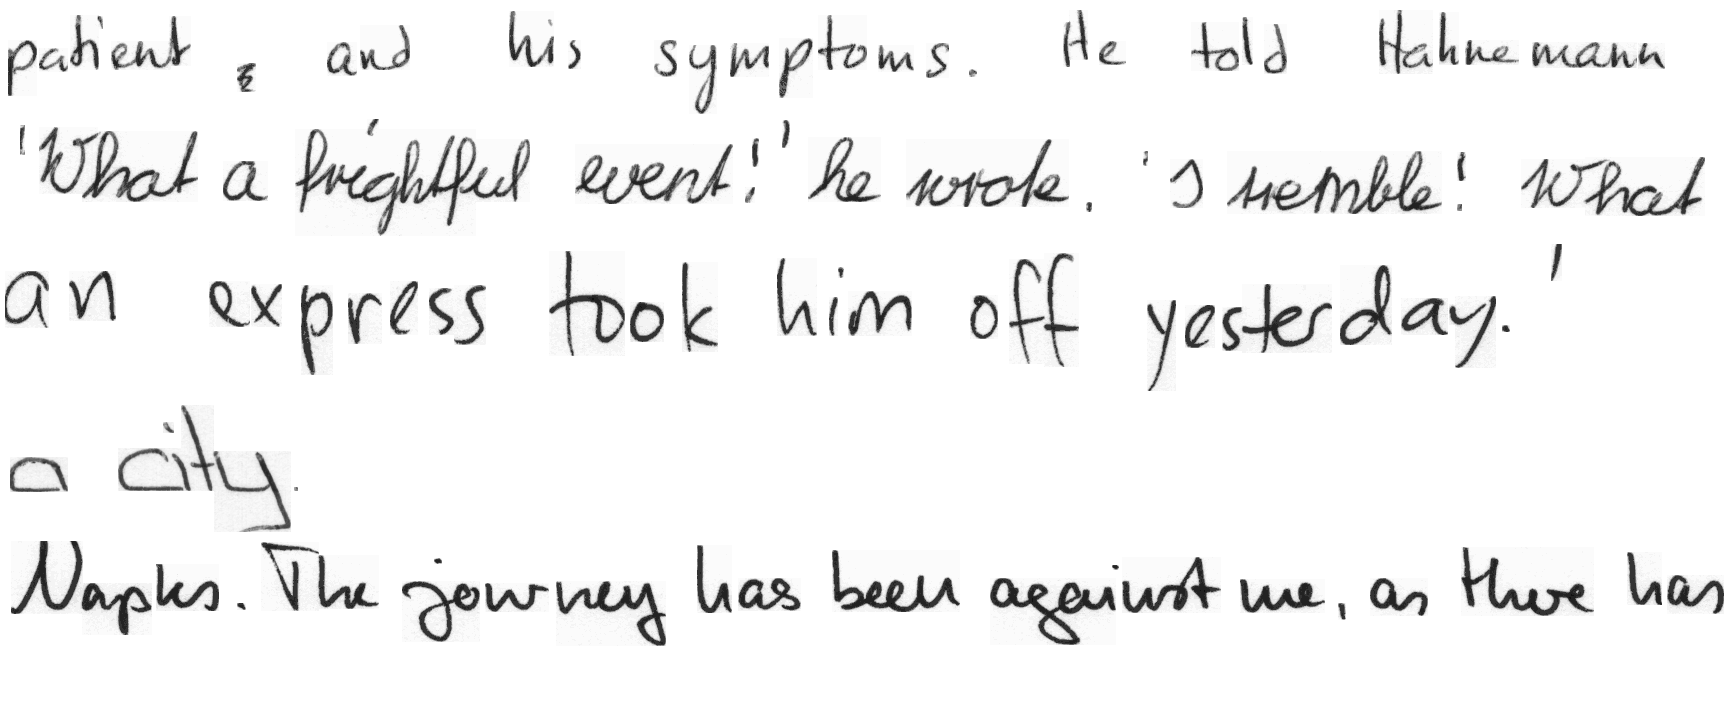 patient, and his symptoms. He told Hahnemann
'What a frightful event!' he wrote. 'I tremble! What
an express took him off yesterday.'
a city.
Naples. The journey has been against me, as there has